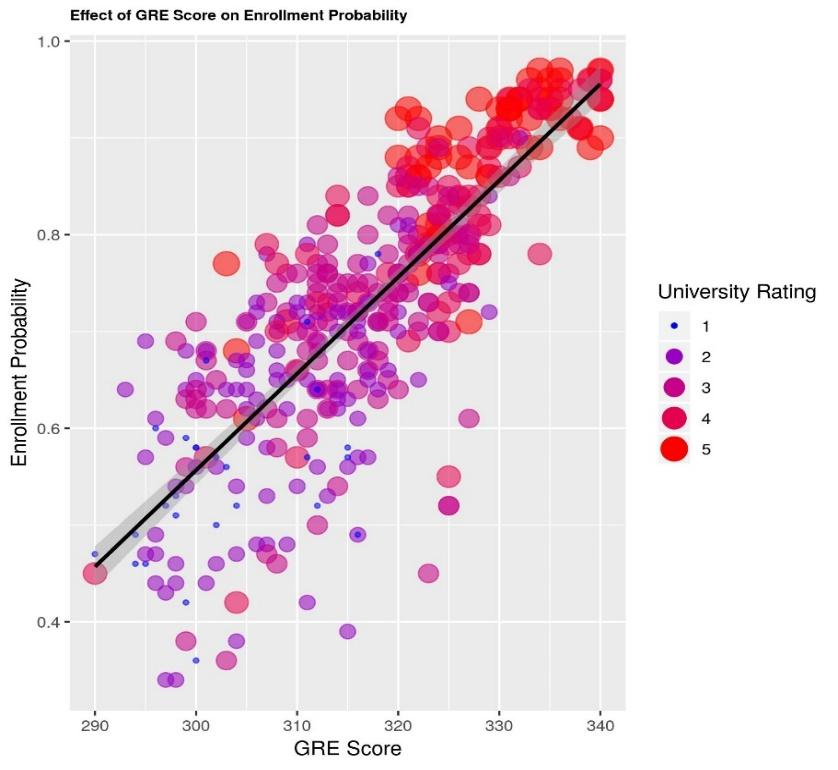 Effect of GRE Score on Enrollment Probability
1.0
0.8
0.6
0.4
Enrollment Probability
290 300 310 320 330 340
GRE Score
University Rating
1
2
3
4
5